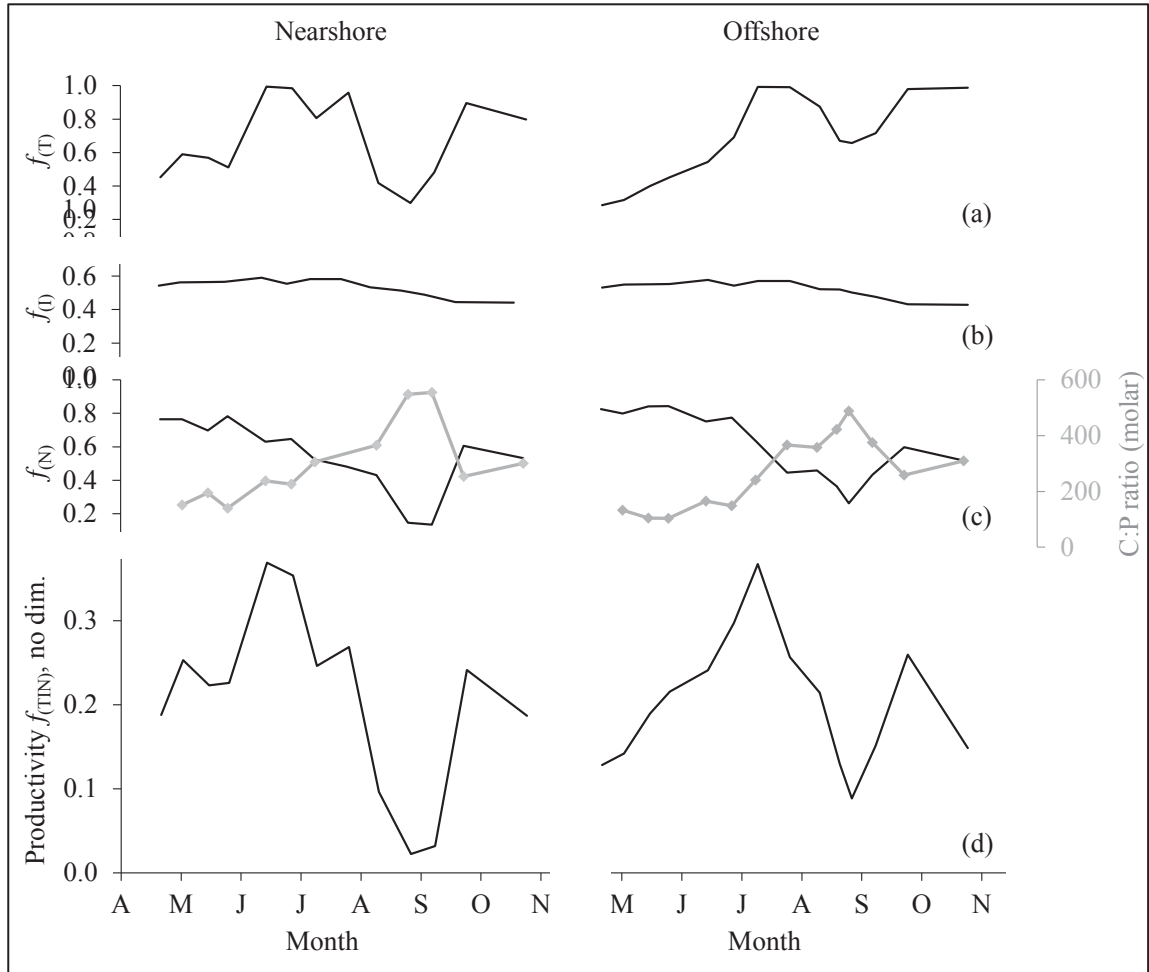 Nearshore Offshore
1.0
0.8
0.6
0.4
0.2
f(T)
(a)
1.0
0.8
0.6
0.4
0.2
0.0
f(I)
(b)
1.0
0.8
0.6
0.4
0.2
f(N)
600
400
200
0
C:P ratio (molar)
(c)
0.3
0.2
0.1
0.0
Productivity f(TIN), no dim.
(d)
A M J J A S O N M J J A S O N
Month Month